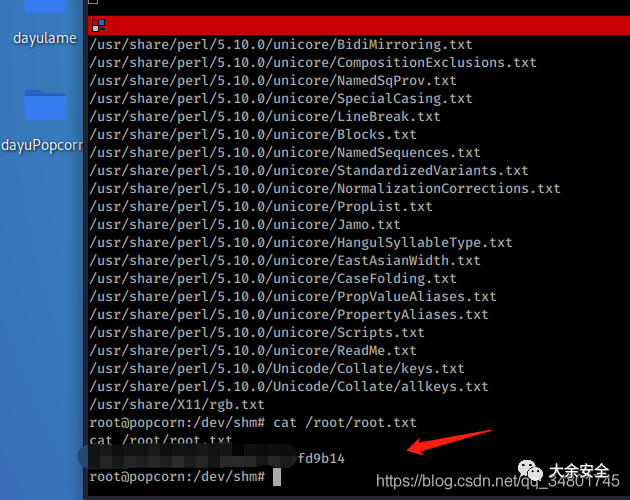 dayulame
dayuPopcorn
/usr/share/perl/5.10.0/unicore/BidiMirroring.txt
/usr/share/perl/5.10.0/unicore/CompositionExclusions.txt
/usr/share/perl/5.10.0/unicore/NamedSqProv.txt
/usr/share/perl/5.10.0/unicore/SpecialCasing.txt
/usr/share/perl/5.10.0/unicore/LineBreak.txt
/usr/share/perl/5.10.0/unicore/Blocks.txt
/usr/share/perl/5.10.0/unicore/NamedSequences.txt
/usr/share/perl/5.10.0/unicore/StandardizedVariants.txt
/usr/share/perl/5.10.0/unicore/NormalizationCorrections.txt
/usr/share/perl/5.10.0/unicore/PropList.txt
/usr/share/perl/5.10.0/unicore/Jamo.txt
/usr/share/perl/5.10.0/unicore/HangulSyllableType.txt
/usr/share/perl/5.10.0/unicore/EastAsianWidth.txt
/usr/share/perl/5.10.0/unicore/CaseFolding.txt
/usr/share/perl/5.10.0/unicore/PropValueAliases.txt
/usr/share/perl/5.10.0/unicore/PropertyAliases.txt
/usr/share/perl/5.10.0/unicore/Scripts.txt
/usr/share/perl/5.10.0/unicore/ReadMe.txt
/usr/share/perl/5.10.0/Unicode/Collate/keys.txt
/usr/share/perl/5.10.0/Unicode/Collate/allkeys.txt
/usr/share/X11/rgb.txt
root@popcorn:/dev/shm# cat /root/root.txt
cat /root/root.txt
fd9b14
root@popcorn:/dev/shm#
大余安全
https://blog.csdn.net/qq_34801745